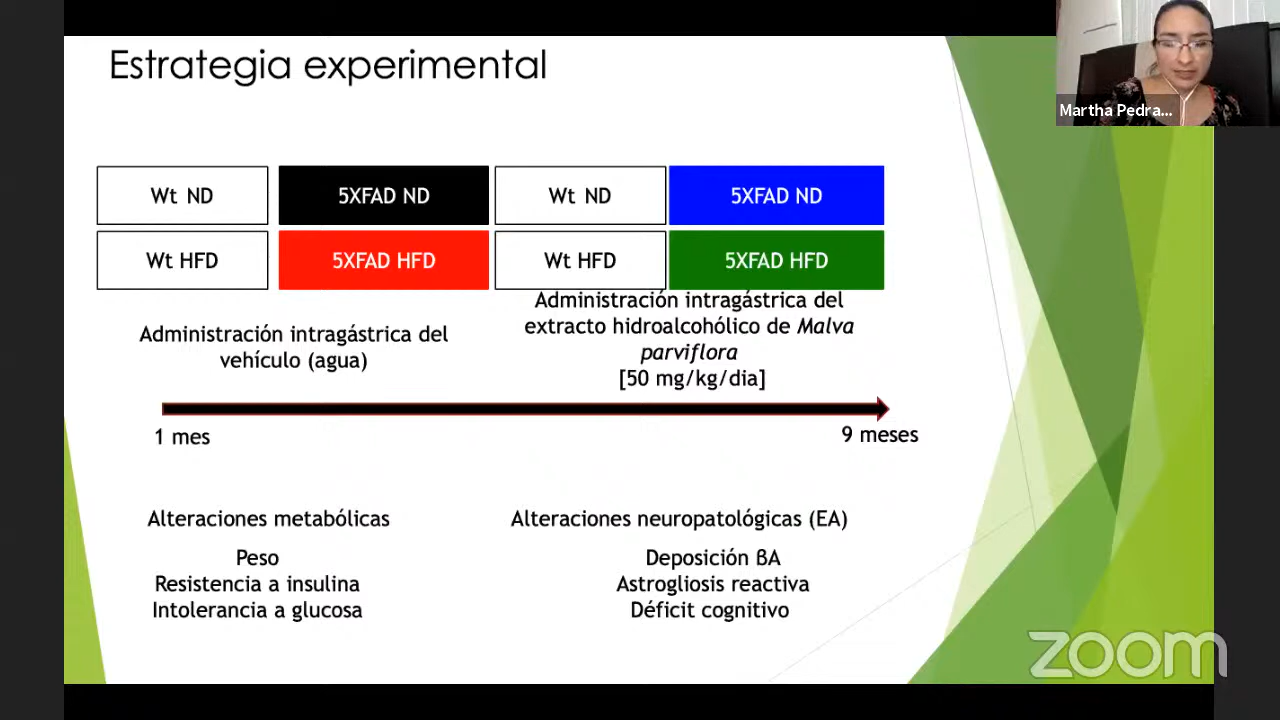 Estrategia experimental
Martha Pedra...
Wt ND
5XFAD ND
Wt ND
5XFAD ND
Wt HFD
5XFAD HFD
Wt HFD
5XFAD HFD
Administración intragástrica del
vehículo (agua)
Administración intragástrica del
extracto hidroalcohólico de Malva
parviflora
[50 mg/kg/dia]
1 mes
9 meses
Alteraciones metabólicas
Peso
Resistencia a insulina
Intolerancia a glucosa
Alteraciones neuropatológicas (EA)
Deposición βA
Astrogliosis reactiva
Déficit cognitivo
zoom